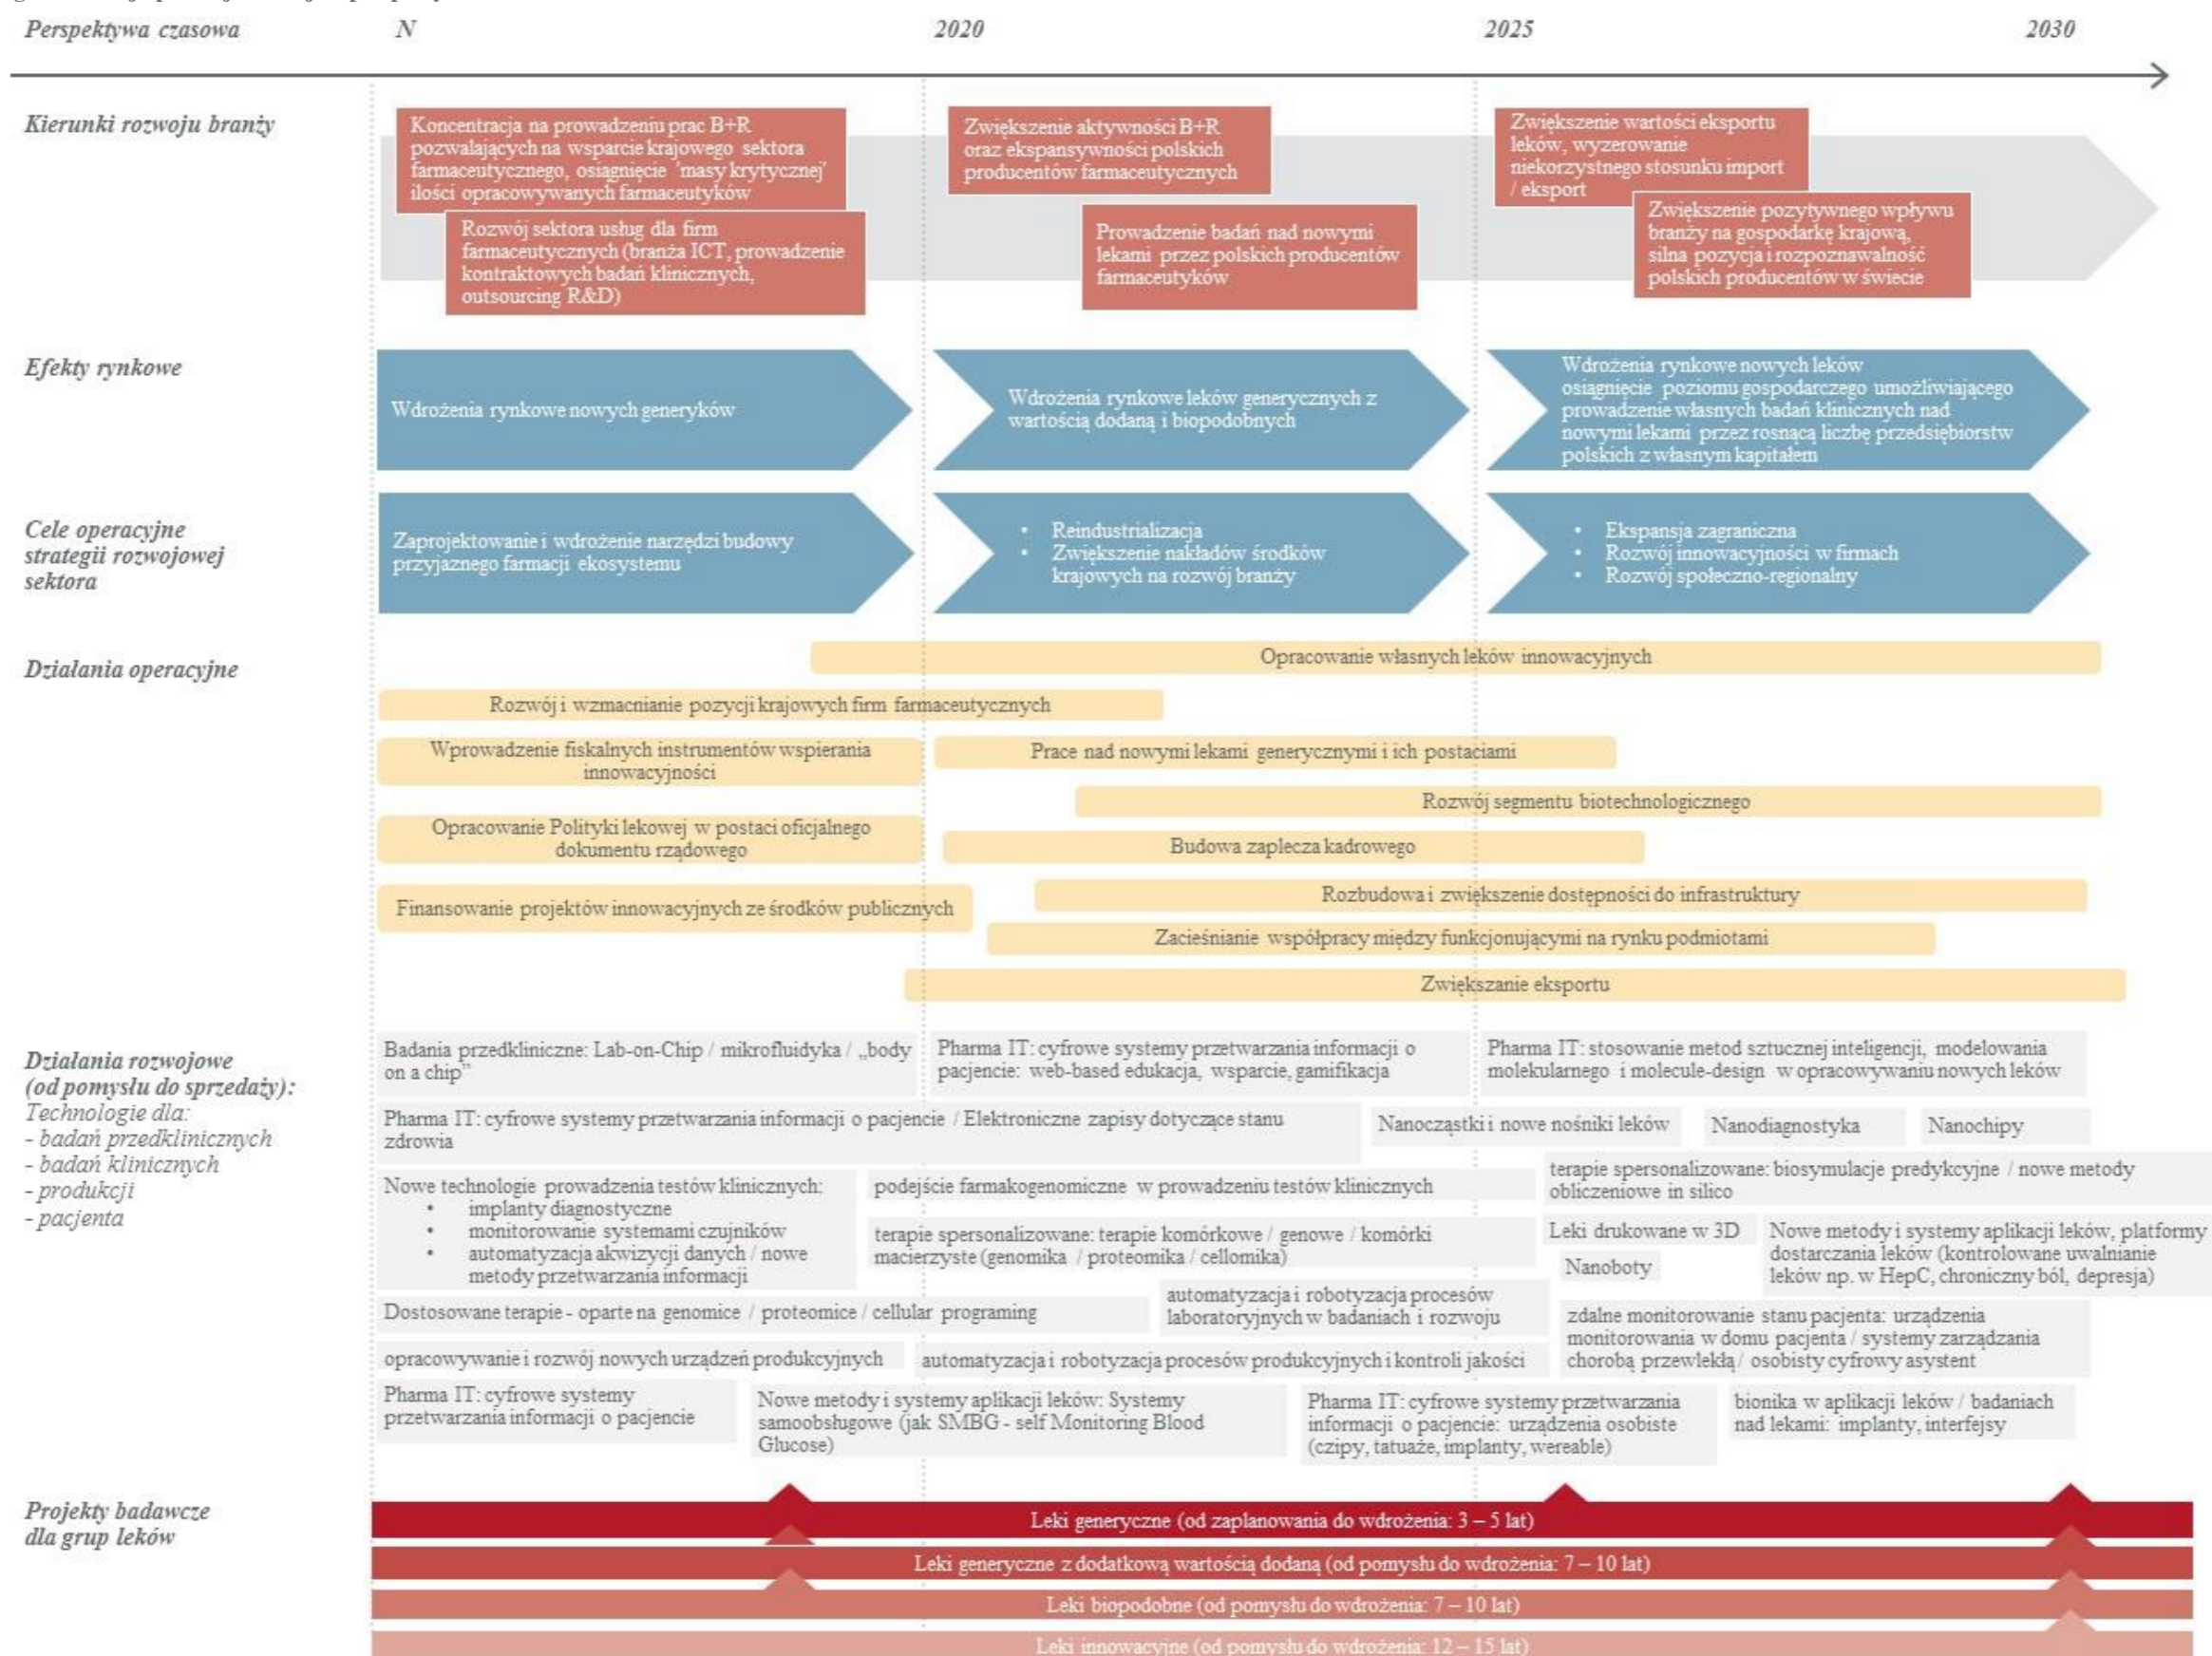 Perspektywa czasowa
N
2020
2025
2030
Kierunki rozwoju branży
Koncentracja na prowadzeniu prac B+R
pozwalających na wsparcie krajowego sektora
farmaceutycznego, osiągnięcie 'masy krytycznej'
ilości opracowywanych farmaceutyków
Rozwój sektora usług dla firm
farmaceutycznych (branża ICT, prowadzenie
kontraktowych badań klinicznych,
outsourcing R&D)
Zwiększenie aktywności B+R
oraz ekspansywności polskich
producentów farmaceutycznych
Prowadzenie badań nad nowymi
lekami przez polskich producentów
farmaceutyków
Zwiększenie wartości eksportu
leków, wyzerowanie
niekorzystnego stosunku import
/ eksport
Zwiększenie pozytywnego wpływu
branży na gospodarkę krajową,
silna pozycja i rozpoznawalność
polskich producentów w świecie
Efekty rynkowe
Wdrożenia rynkowe nowych generyków
Wdrożenia rynkowe leków generycznych z
wartością dodaną i biopodobnych
Wdrożenia rynkowe nowych leków
osiągnięcie poziomu gospodarczego umożliwiającego
prowadzenie własnych badań klinicznych nad
nowymi lekami przez rosnącą liczbę przedsiębiorstw
polskich z własnym kapitałem
Cele operacyjne
strategii rozwojowej
sektora
Zaprojektowanie i wdrożenie narzędzi budowy
przyjaznego farmacji ekosystemu
• Reindustrializacja
• Zwiększenie nakładów środków
krajowych na rozwój branży
• Ekspansja zagraniczna
• Rozwój innowacyjności w firmach
• Rozwój społeczno-regionalny
Działania operacyjne
Opracowanie własnych leków innowacyjnych
Rozwój i wzmacnianie pozycji krajowych firm farmaceutycznych
Wprowadzenie fiskalnych instrumentów wspierania
innowacyjności
Prace nad nowymi lekami generycznymi i ich postaciami
Rozwój segmentu biotechnologicznego
Opracowanie Polityki lekowej w postaci oficjalnego
dokumentu rządowego
Budowa zaplecza kadrowego
Rozbudowa i zwiększenie dostępności do infrastruktury
Finansowanie projektów innowacyjnych ze środków publicznych
Zacieśnianie współpracy między funkcjonującymi na rynku podmiotami
Zwiększanie eksportu
Działania rozwojowe
(od pomysłu do sprzedaży):
Technologie dla:
- badań przedklinicznych
- badań klinicznych
- produkcji
- pacjenta
Badania przedkliniczne: Lab-on-Chip / mikrofluidyka / „body
on a chip”
Pharma IT: cyfrowe systemy przetwarzania informacji o
pacjencie: web-based edukacja, wsparcie, gamifikacja
Pharma IT: stosowanie metod sztucznej inteligencji, modelowania
molekularnego i molecule-design w opracowywaniu nowych leków
Pharma IT: cyfrowe systemy przetwarzania informacji o pacjencie / Elektroniczne zapisy dotyczące stanu
zdrowia
Nanocząstki i nowe nośniki leków
Nanodiagnostyka
Nanochipy
Nowe technologie prowadzenia testów klinicznych:
• implanty diagnostyczne
• monitorowanie systemami czujników
• automatyzacja akwizycji danych / nowe
metody przetwarzania informacji
podejście farmakogenomiczne w prowadzeniu testów klinicznych
terapie spersonalizowane: biosymulacje predykcyjne / nowe metody
obliczeniowe in silico
terapie spersonalizowane: terapie komórkowe / genowe / komórki
macierzyste (genomika / proteomika / cellomika)
Leki drukowane w 3D
Nanoboty
Nowe metody i systemy aplikacji leków, platformy
dostarczania leków (kontrolowane uwalnianie
leków np. w HepC, chroniczny ból, depresja)
Dostosowane terapie - oparte na genomice / proteomice / cellular programing
automatyzacja i robotyzacja procesów
laboratoryjnych w badaniach i rozwoju
zdalne monitorowanie stanu pacjenta: urządzenia
monitorowania w domu pacjenta / systemy zarządzania
chorobą przewlekłą / osobisty cyfrowy asystent
opracowywanie i rozwój nowych urządzeń produkcyjnych
automatyzacja i robotyzacja procesów produkcyjnych i kontroli jakości
Pharma IT: cyfrowe systemy
przetwarzania informacji o pacjencie
Nowe metody i systemy aplikacji leków: Systemy
samoobsługowe (jak SMBG - self Monitoring Blood
Glucose)
Pharma IT: cyfrowe systemy przetwarzania
informacji o pacjencie: urządzenia osobiste
(czipy, tatuaże, implanty, wereable)
bionika w aplikacji leków / badaniach
nad lekami: implanty, interfejsy
Projekty badawcze
dla grup leków
Leki generyczne (od zaplanowania do wdrożenia: 3 – 5 lat)
Leki generyczne z dodatkową wartością dodaną (od pomysłu do wdrożenia: 7 – 10 lat)
Leki biopodobne (od pomysłu do wdrożenia: 7 – 10 lat)
Leki innowacyjne (od pomysłu do wdrożenia: 12 – 15 lat)